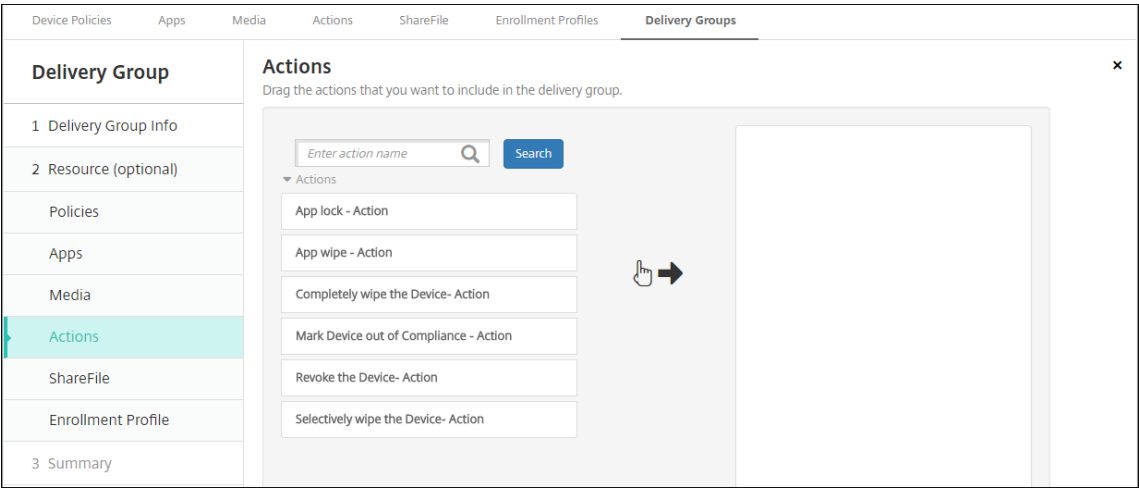 Device Policies Apps Media Actions ShareFile Enrollment Profiles Delivery Groups
Delivery Group
1 Delivery Group Info
2 Resource (optional)
Policies
Apps
Media
Actions
ShareFile
Enrollment Profile
3 Summary
Actions
Drag the actions that you want to include in the delivery group.
Enter action name Search
Actions
App lock - Action
App wipe - Action
Completely wipe the Device- Action
Mark Device out of Compliance - Action
Revoke the Device- Action
Selectively wipe the Device- Action